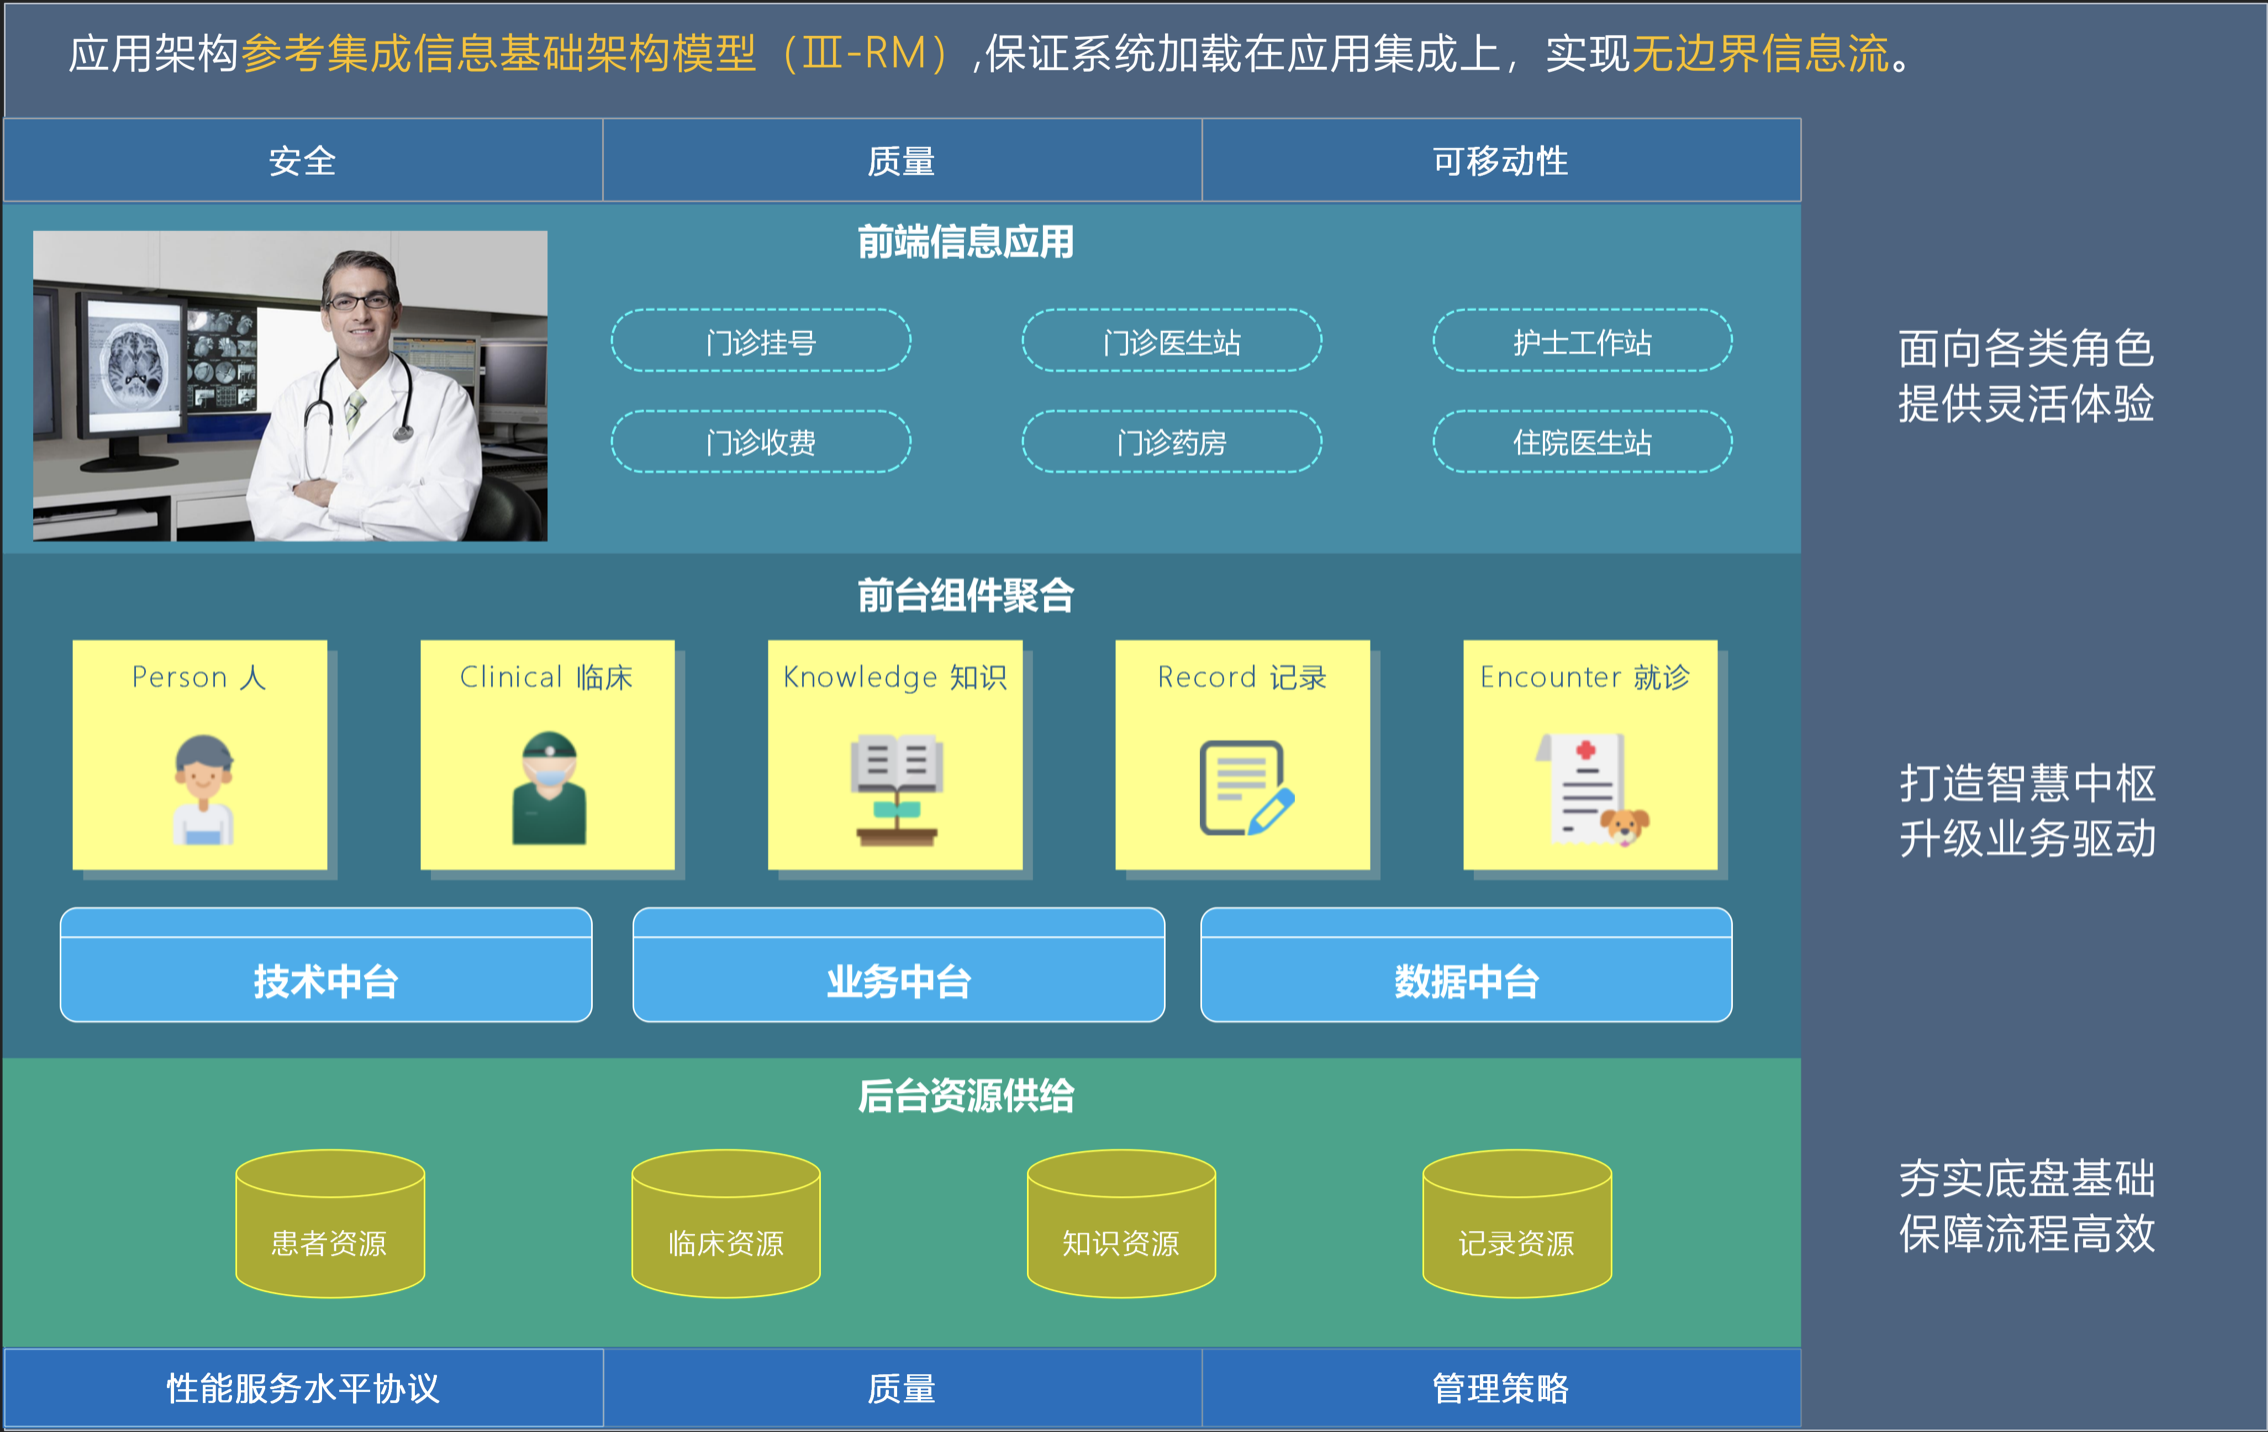 应用架构参考集成信息基础架构模型（Ⅲ-RM）,保证系统加载在应用集成上，实现无边界信息流。
安全
质量
可移动性
前端信息应用
门诊挂号
门诊医生站
护士工作站
门诊收费
门诊药房
住院医生站
面向各类角色
提供灵活体验
前台组件聚合
Person 人
Clinical 临床
Knowledge 知识
Record 记录
Encounter 就诊
技术中台
业务中台
数据中台
打造智慧中枢
升级业务驱动
后台资源供给
患者资源
临床资源
知识资源
记录资源
夯实底盘基础
保障流程高效
性能服务水平协议
质量
管理策略